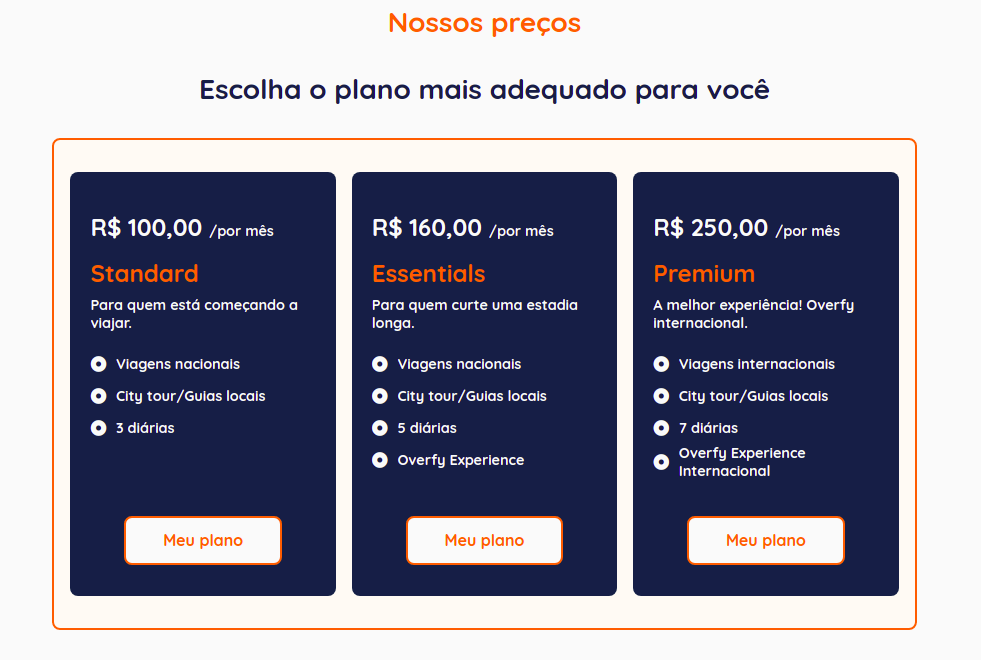 Nossos preços
Escolha o plano mais adequado para você
R$ 100,00 /por mês
Standard
Para quem está começando a
viajar.
Viagens nacionais
City tour/Guias locais
3 diárias
Meu plano
R$ 160,00 /por mês
Essentials
Para quem curte uma estadia
longa.
Viagens nacionais
City tour/Guias locais
5 diárias
Overfy Experience
Meu plano
R$ 250,00 /por mês
Premium
A melhor experiência! Overfy
internacional.
Viagens internacionais
City tour/Guias locais
7 diárias
Overfy Experience
Internacional
Meu plano